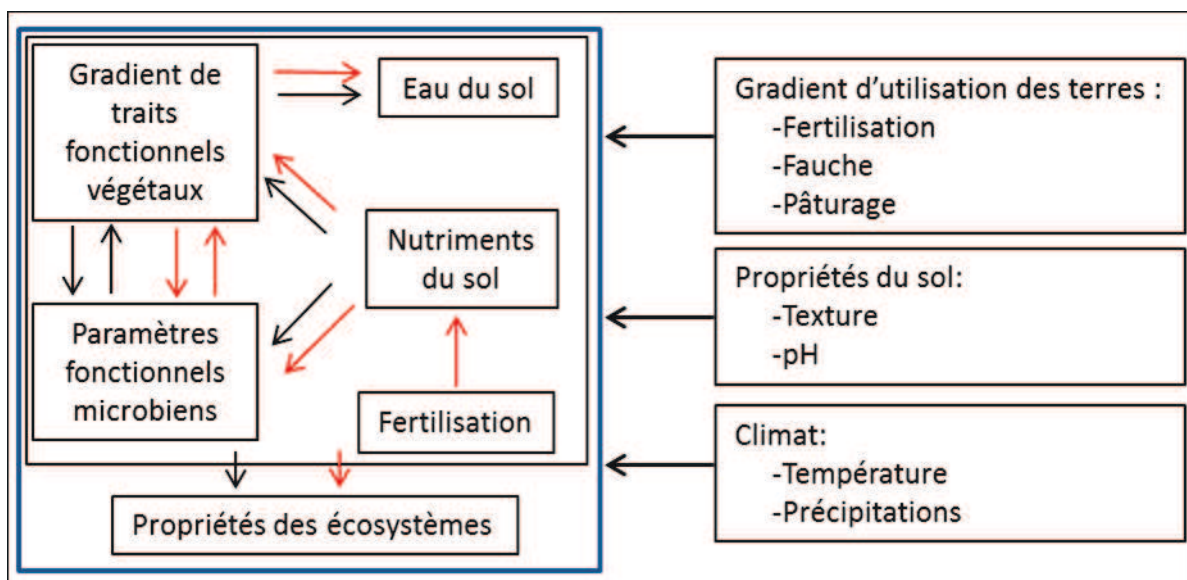 Gradient de
traits
fonctionnels
végétaux
Eau du sol
Nutriments
du sol
Paramètres
fonctionnels
microbiens
Fertilisation
Propriétés des écosystèmes
Gradient d’utilisation des terres :
-Fertilisation
-Fauche
-Pâturage
Propriétés du sol:
-Texture
-pH
Climat:
-Température
-Précipitations